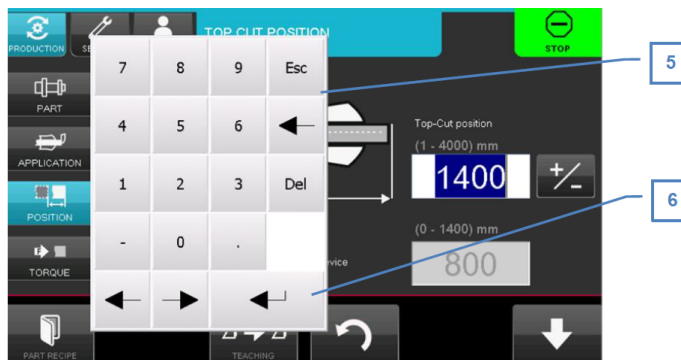 TOP CUT POSITION
PRODUCTION
STOP
5
7 8 9 Esc
4 5 6
1 2 3 Del
- 0 .
PART
APPLICATION
POSITION
TORQUE
Top-Cut position
(1 - 4000) mm
1400
+/-
6
(0 - 1400) mm
800
PART RECIPE
TEACHING